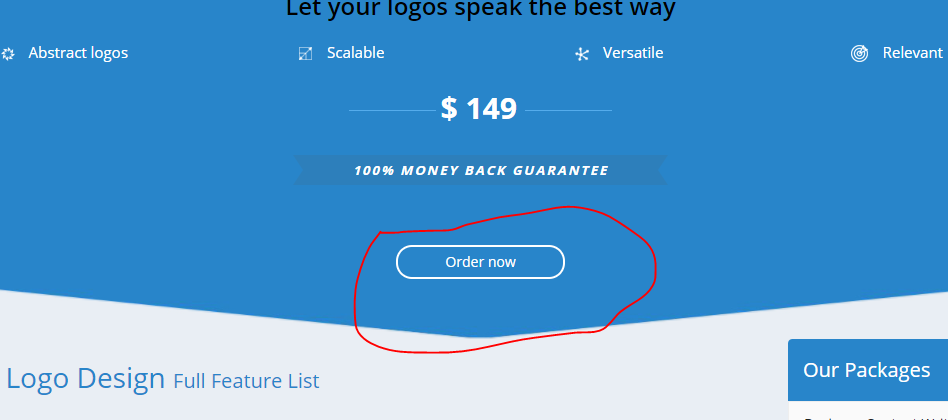 Let your logos speak the best way
Abstract logos Scalable Versatile Relevant
$ 149
100% MONEY BACK GUARANTEE
Order now
Logo Design Full Feature List
Our Packages